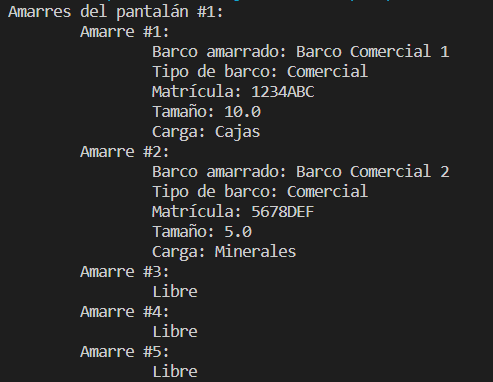 Amarres del pantalán #1:
Amarre #1:
Barco amarrado: Barco Comercial 1
Tipo de barco: Comercial
Matrícula: 1234ABC
Tamaño: 10.0
Carga: Cajas
Amarre #2:
Barco amarrado: Barco Comercial 2
Tipo de barco: Comercial
Matrícula: 5678DEF
Tamaño: 5.0
Carga: Minerales
Amarre #3:
Libre
Amarre #4:
Libre
Amarre #5:
Libre